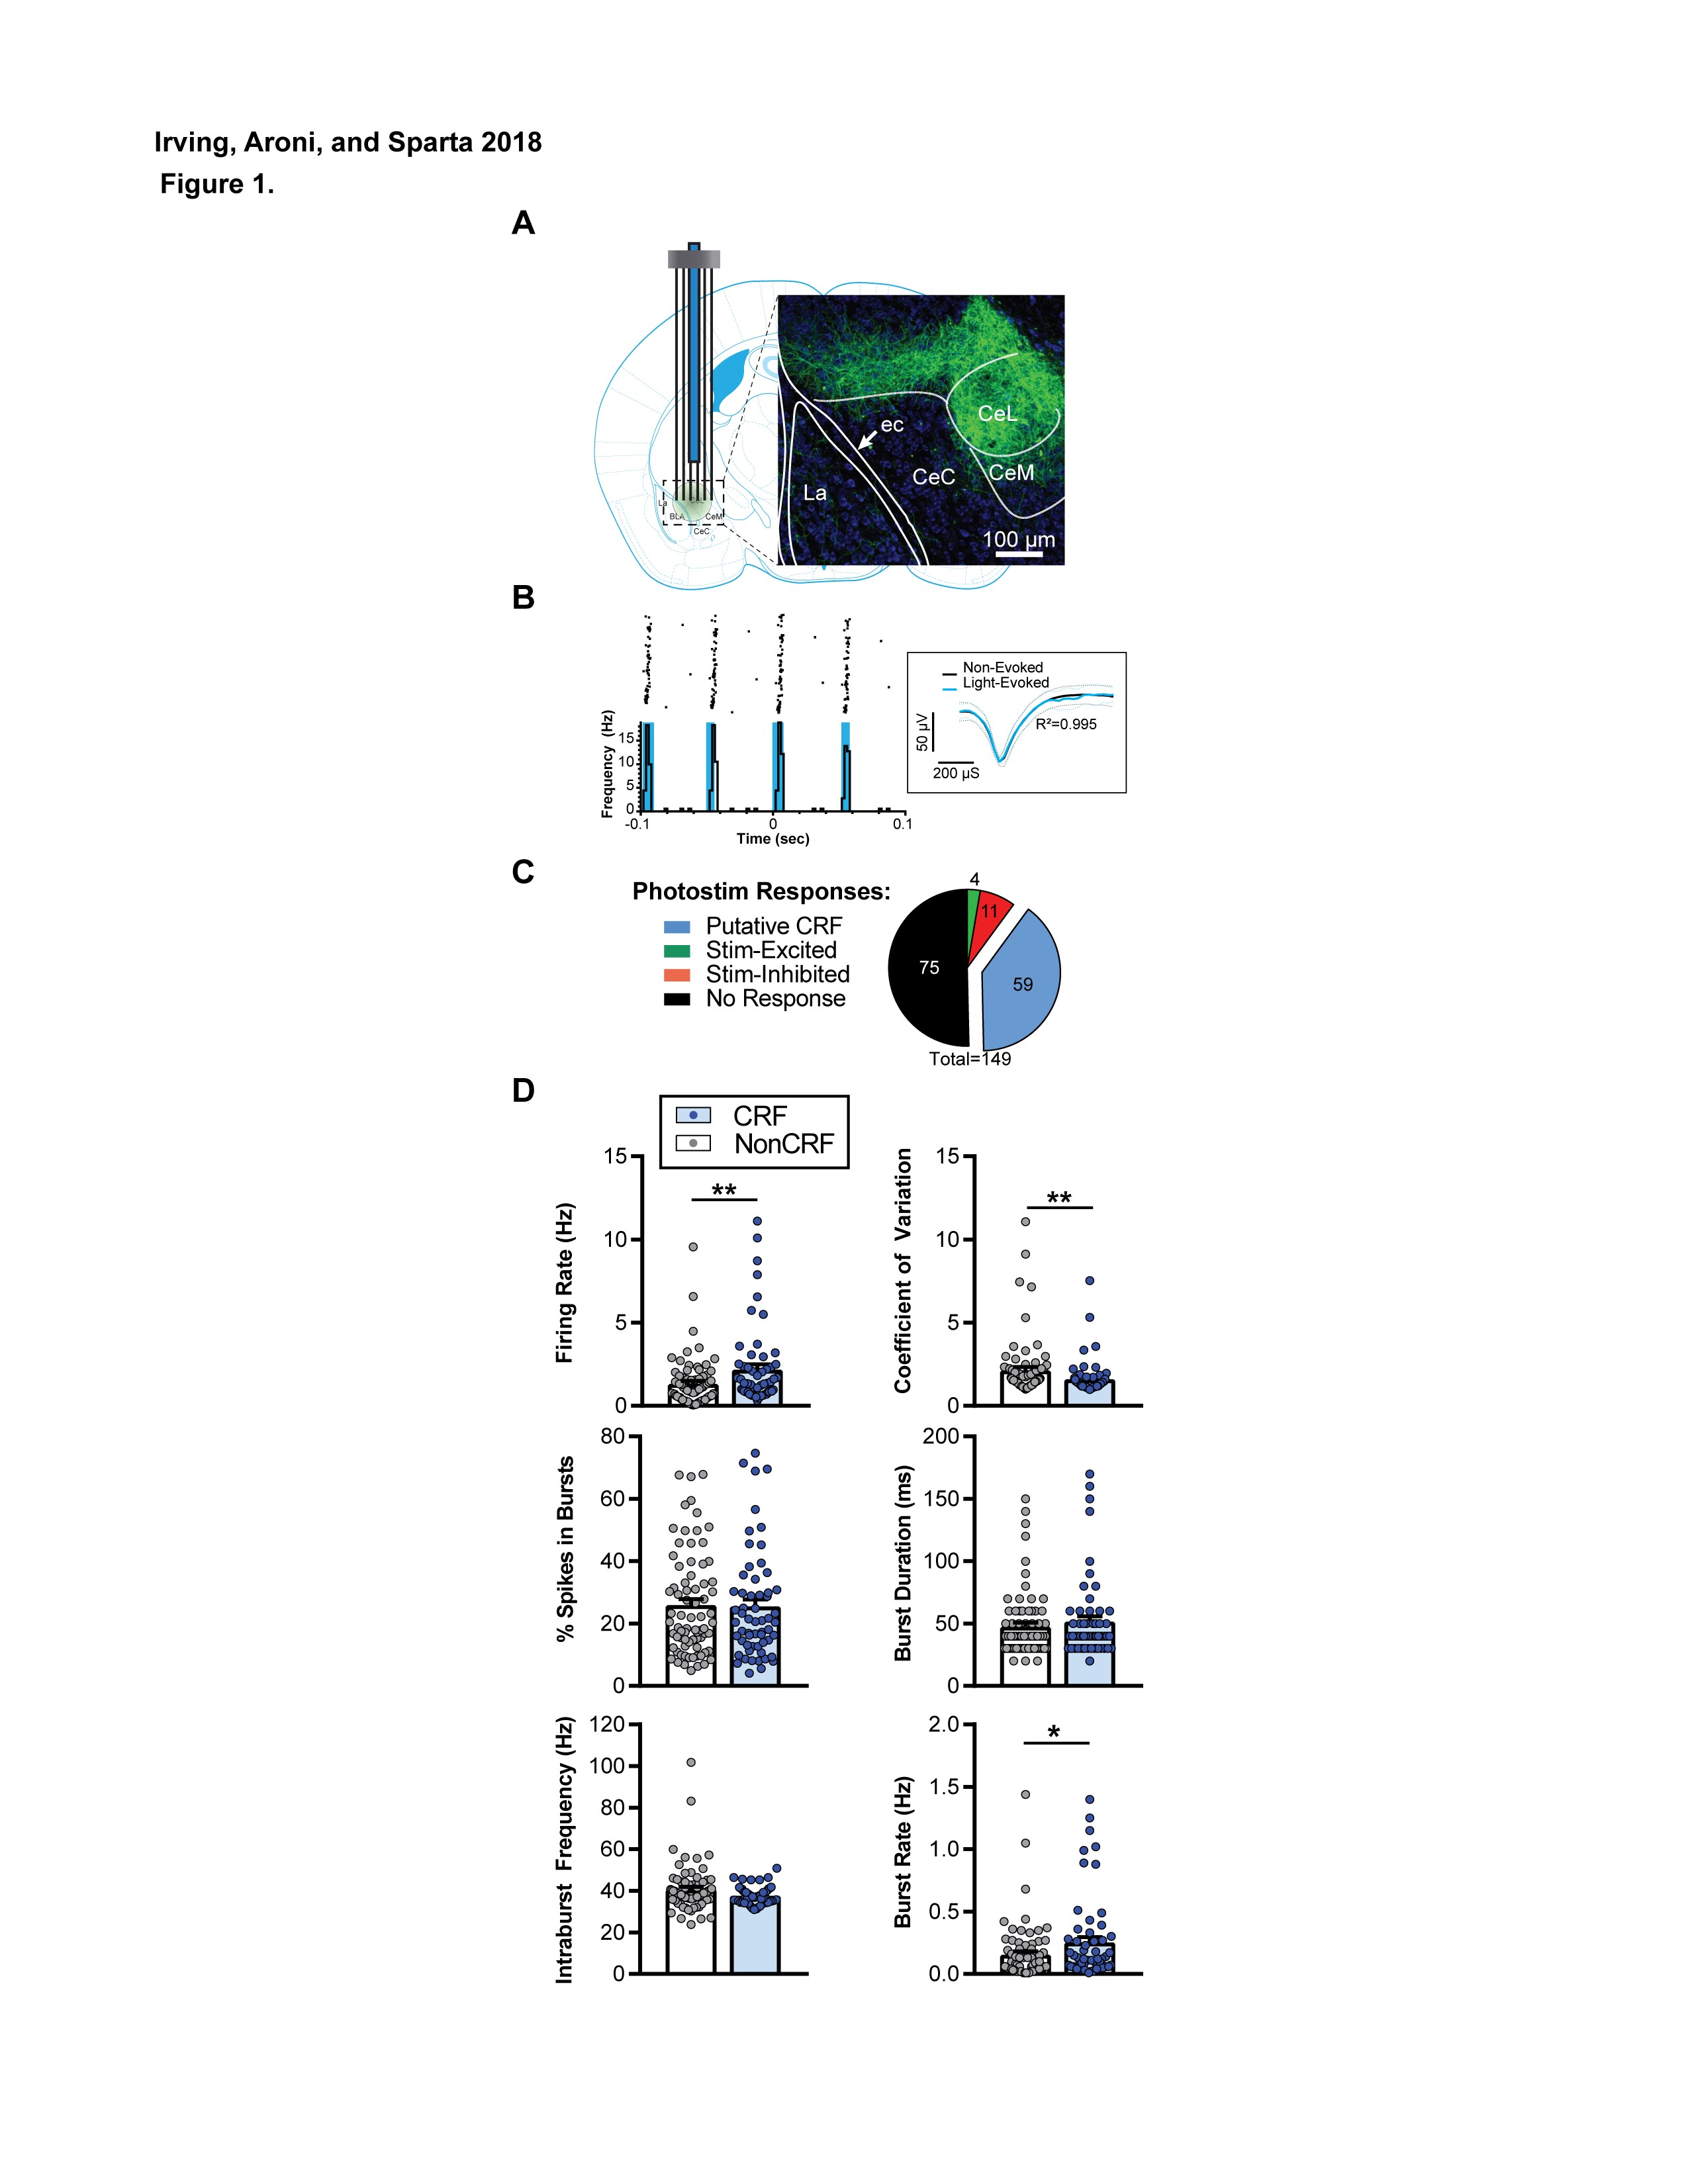 Irving, Aroni, and Sparta 2018
Figure 1.
A
La
BLA
CeM
CeC
CeL
ec
CeC
CeM
La
100 µm
B
Frequency (Hz)
15
10
5
0
-0.1
0
0.1
Time (sec)
Non-Evoked
Light-Evoked
50 µV
R²=0.995
200 µS
C
Photostim Responses:
Putative CRF
Stim-Excited
Stim-Inhibited
No Response
4
11
75
59
Total=149
D
CRF
NonCRF
Firing Rate (Hz)
15
10
5
0
**
Coefficient of Variation
15
10
5
0
**
% Spikes in Bursts
80
60
40
20
0
Burst Duration (ms)
200
150
100
50
0
Intraburst Frequency (Hz)
120
100
80
60
40
20
0
Burst Rate (Hz)
2.0
1.5
1.0
0.5
0.0
*